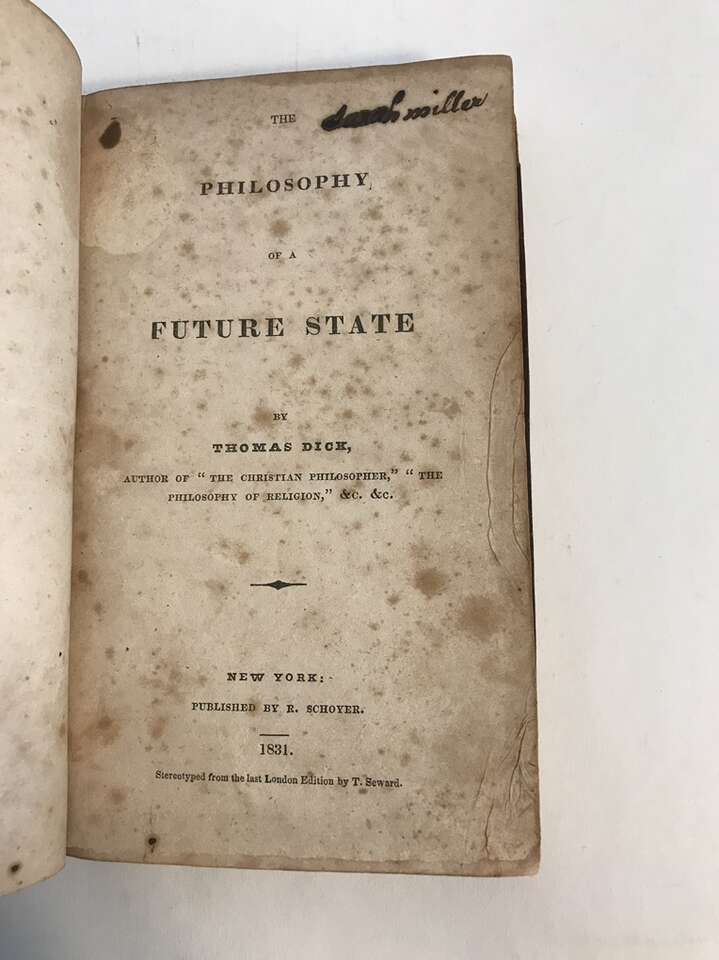 THE
Sarah miller
PHILOSOPHY
OF A
FUTURE STATE
BY
THOMAS DICK,
AUTHOR OF “ THE CHRISTIAN PHILOSOPHER,” “ THE
PHILOSOPHY OF RELIGION,” &C. &C.
NEW YORK:
PUBLISHED BY R. SCHOYER.
1831.
Stereotyped from the last London Edition by T. Seward.